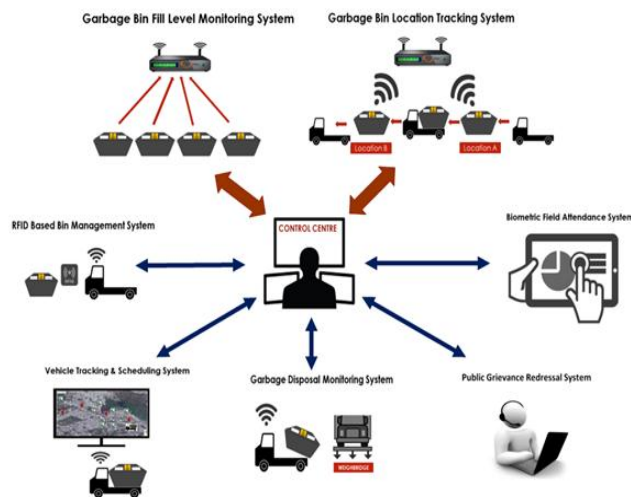 Garbage Bin Fill Level Monitoring System
Garbage Bin Location Tracking System
Location B
Location A
RFID Based Bin Management System
CONTROL CENTRE
Biometric Field Attendance System
Vehicle Tracking & Scheduling System
Garbage Disposal Monitoring System
Public Grievance Redressal System
WEIGHBRIDGE